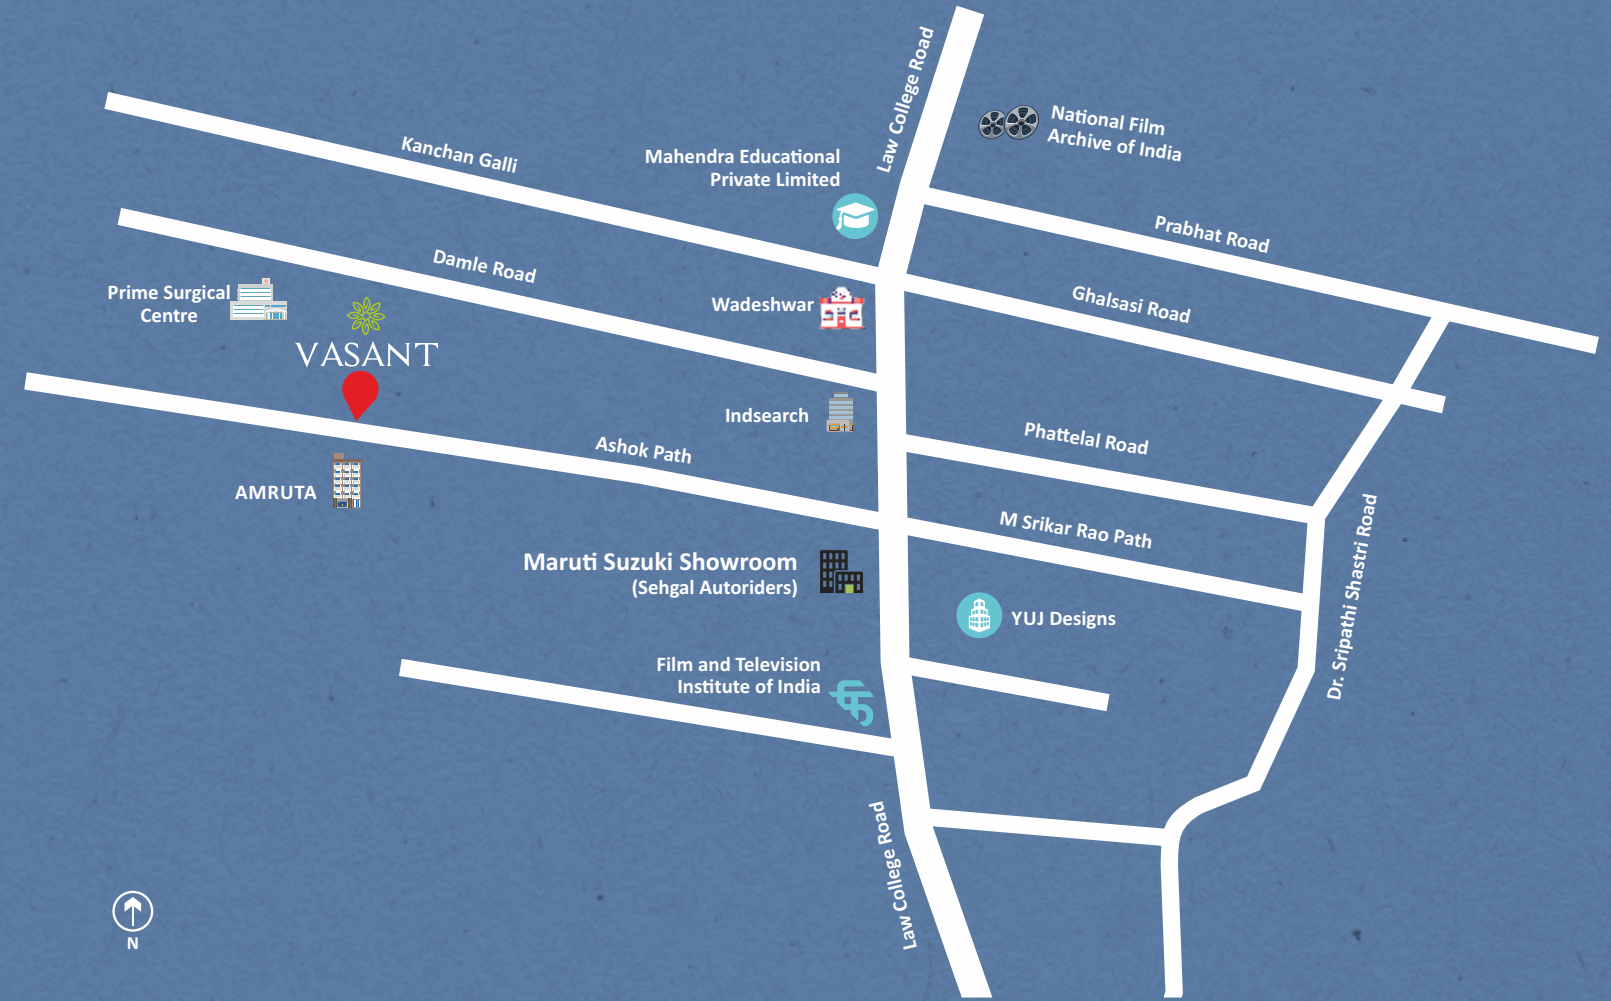 Law College Road
National Film
Archive of India
Kanchan Galli
Mahendra Educational
Private Limited
Prabhat Road
Damle Road
Prime Surgical
Centre
VASANT
Wadeshwar
Ghalsasi Road
Indsearch
Phattelal Road
Ashok Path
AMRUTA
M Srikar Rao Path
Maruti Suzuki Showroom
(Sehgal Autoriders)
YUJ Designs
Dr. Sripathi Shastri Road
Film and Television
Institute of India
Law College Road
N